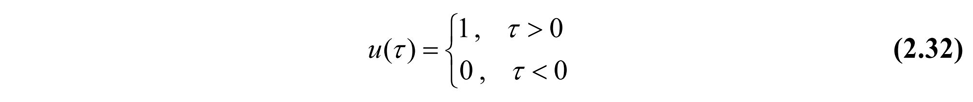 u(τ) = { 1 ,  τ > 0
0 ,  τ < 0
(2.32)